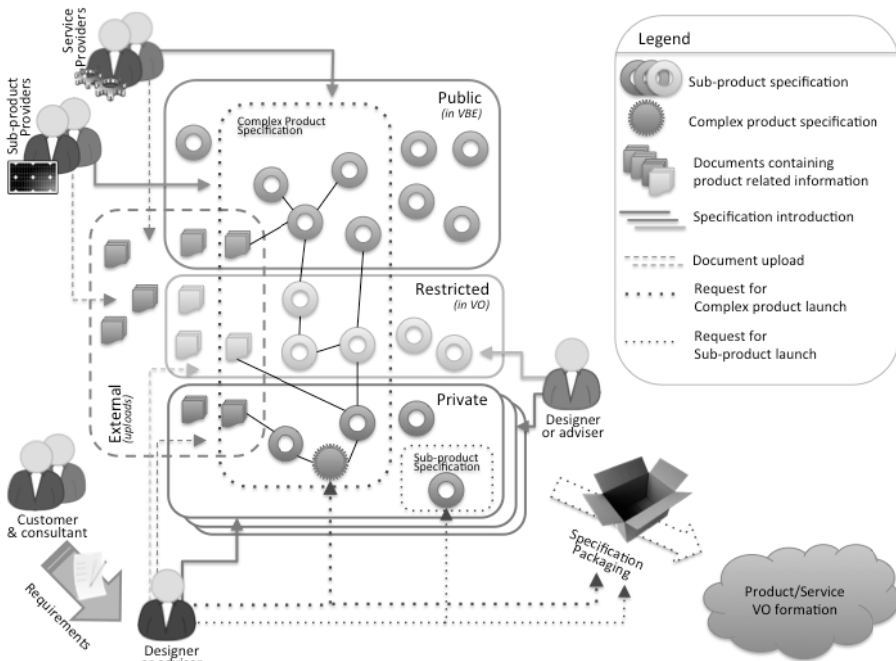 Service
Providers
Sub-product
Providers
Public
(in VBE)
Complex Product
Specification
Restricted
(in VO)
External
(uploads)
Private
Sub-product
Specification
Designer
or adviser
Customer
& consultant
Requirements
Designer
or adviser
Specification
Packaging
Product/Service
VO formation
Legend
Sub-product specification
Complex product specification
Documents containing
product related information
Specification introduction
Document upload
Request for
Complex product launch
Request for
Sub-product launch